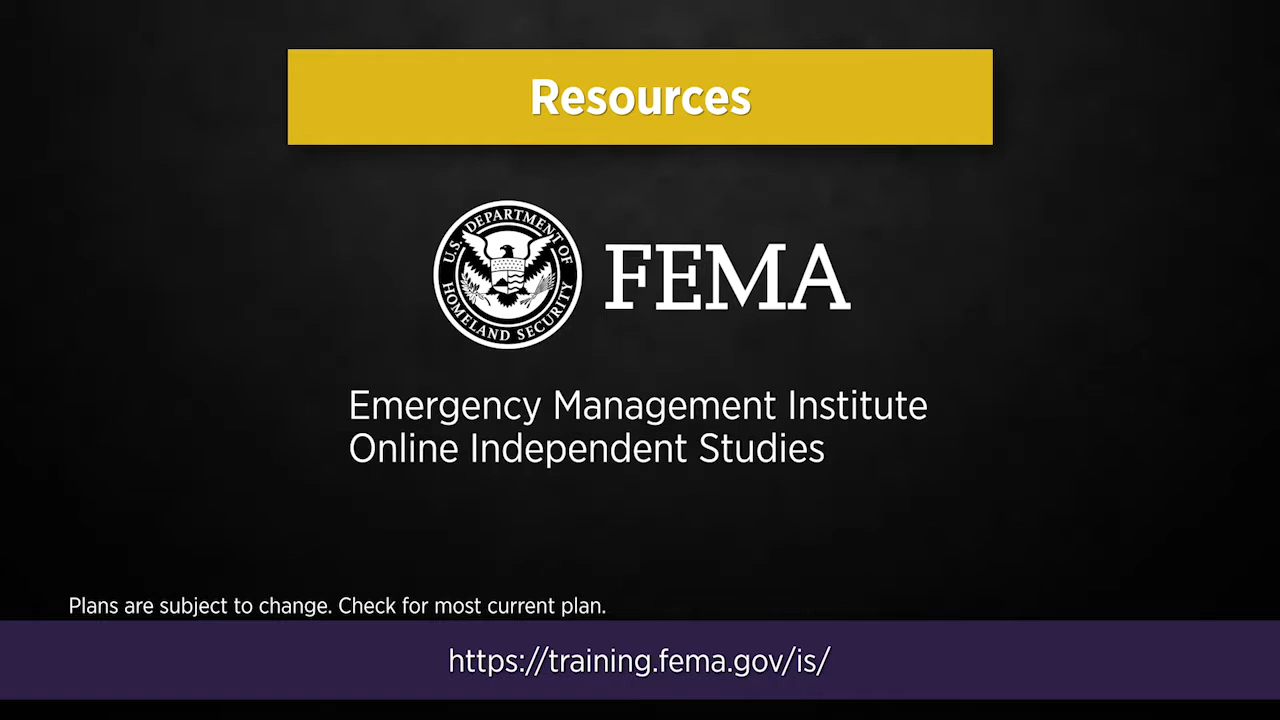 Resources
U.S. DEPARTMENT OF
HOMELAND SECURITY
FEMA
Emergency Management Institute
Online Independent Studies
Plans are subject to change. Check for most current plan.
https://training.fema.gov/is/